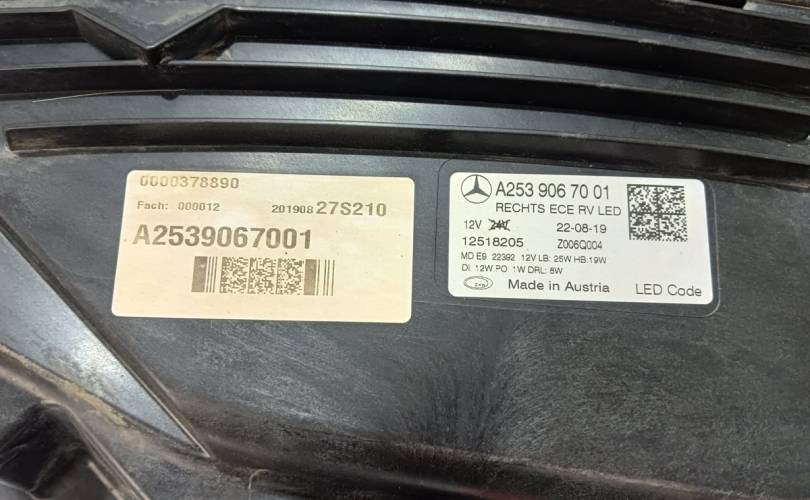 0000378890
Fach: 000012 201908 27S210
A2539067001
A253 906 70 01
RECHTS ECE RV LED
12V 24V 22-08-19
12518205 Z006Q004
MD E9 22392 12V LB: 25W HB:19W
DI: 12W PO: 1W DRL: 8W
Made in Austria LED Code